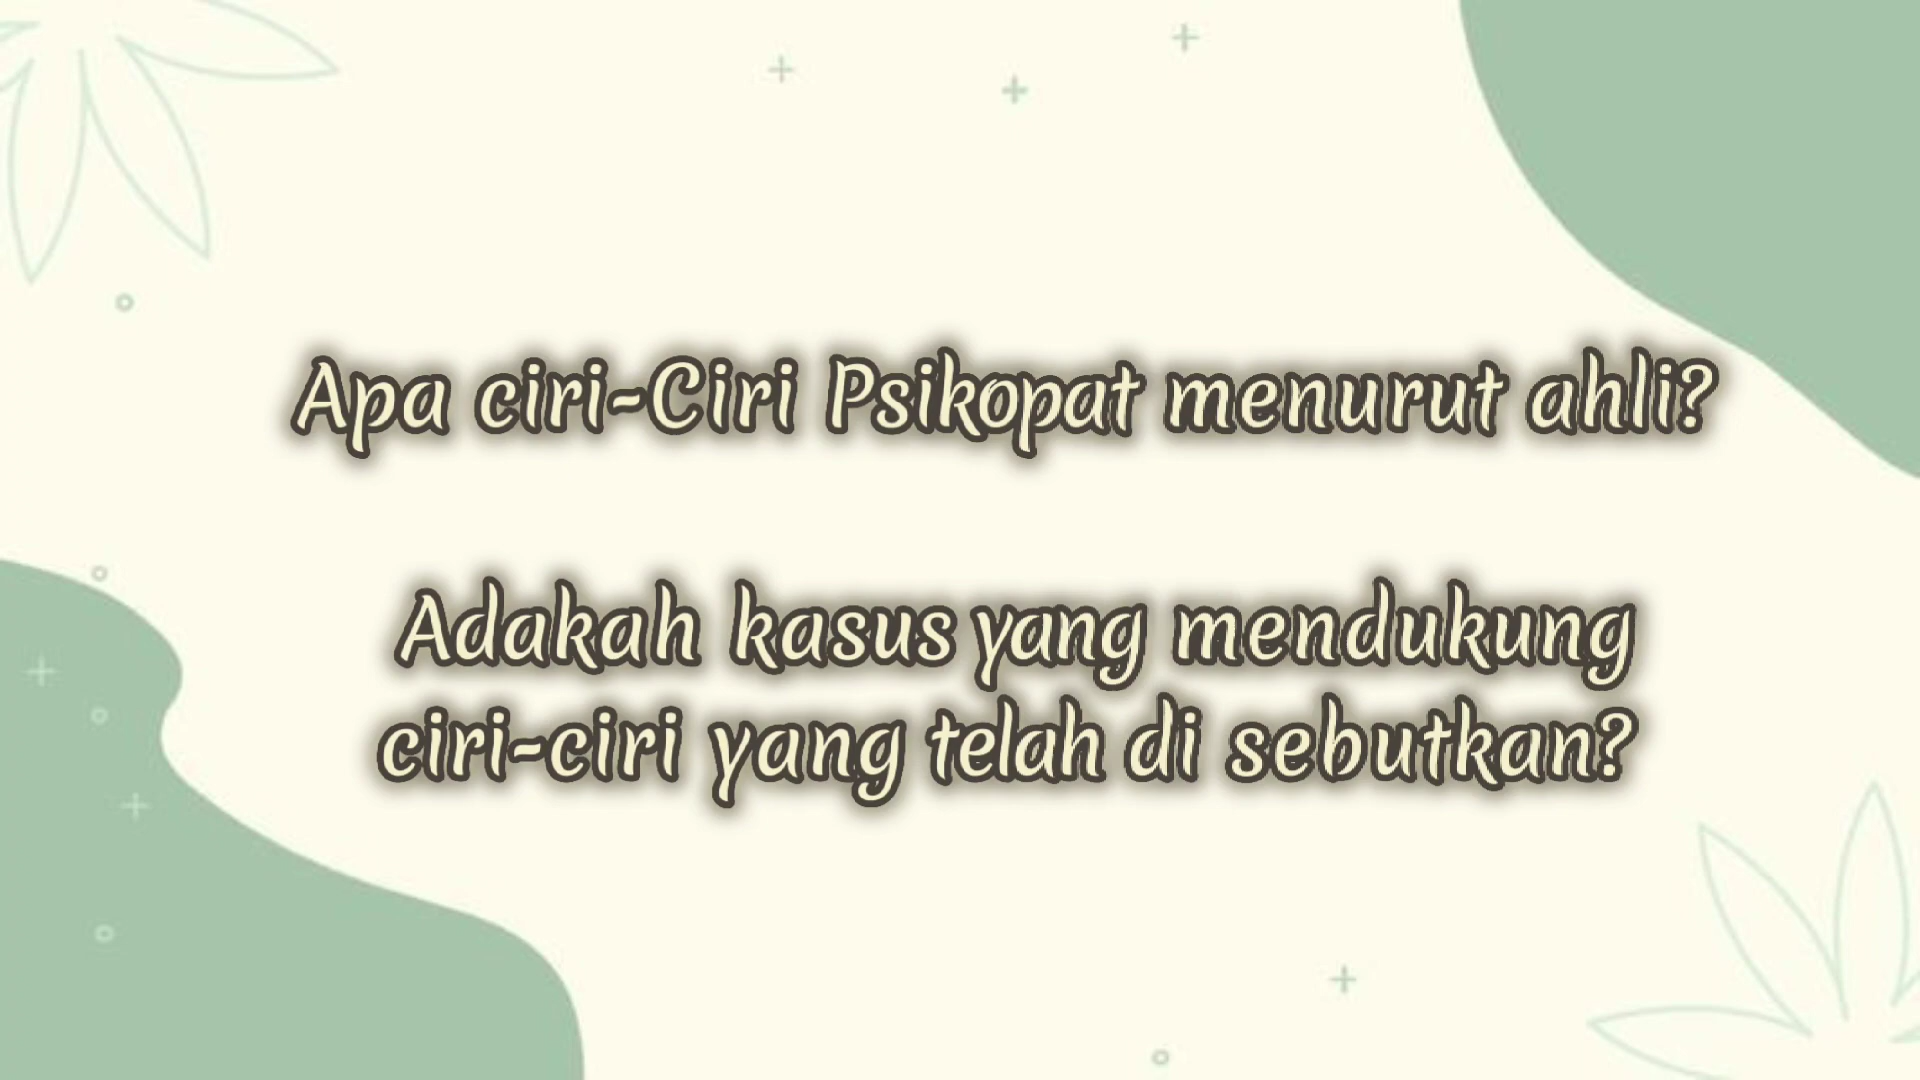 Apa ciri-Ciri Psikopat menurut ahli?
Adakah kasus yang mendukung
ciri-ciri yang telah di sebutkan?